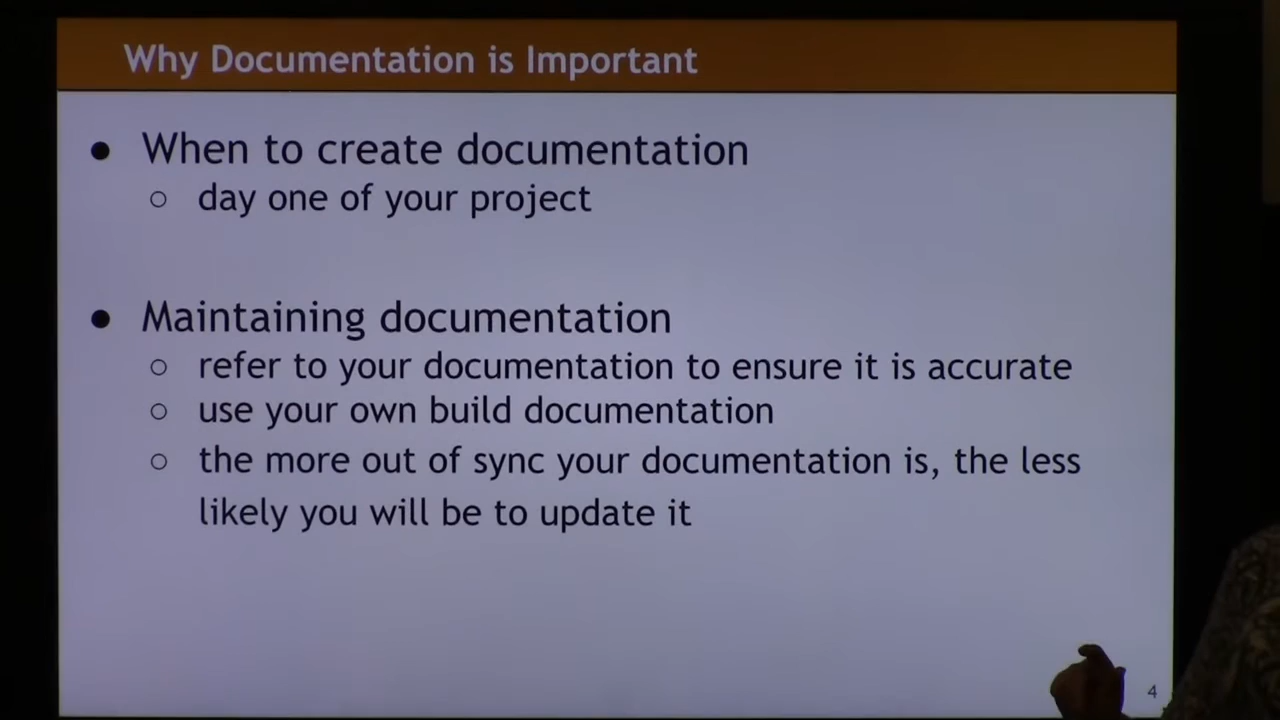 Why Documentation is Important
● When to create documentation
○ day one of your project
● Maintaining documentation
○ refer to your documentation to ensure it is accurate
○ use your own build documentation
○ the more out of sync your documentation is, the less
likely you will be to update it
4